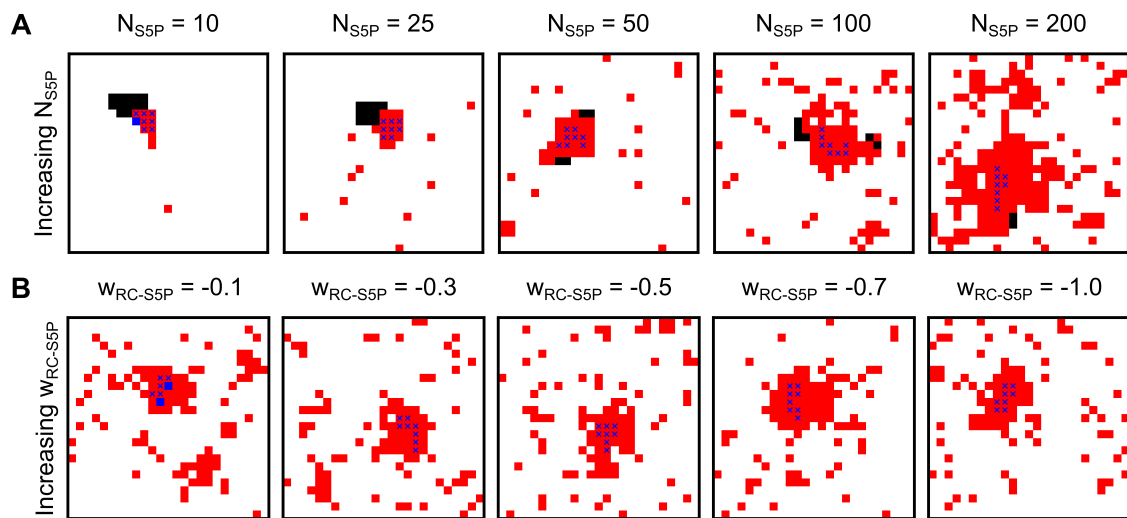 A
N_S5P = 10
N_S5P = 25
N_S5P = 50
N_S5P = 100
N_S5P = 200
Increasing N_S5P
B
w_RC-S5P = -0.1
w_RC-S5P = -0.3
w_RC-S5P = -0.5
w_RC-S5P = -0.7
w_RC-S5P = -1.0
Increasing w_RC-S5P